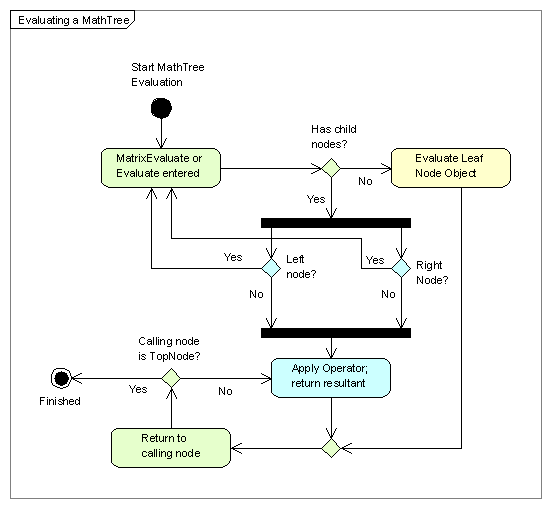 Evaluating a MathTree
Start MathTree
Evaluation
Has child
nodes?
MatrixEvaluate or
Evaluate entered
Evaluate Leaf
Node Object
No
Yes
Yes
Left
node?
Yes
Right
Node?
No
No
Calling node
is TopNode?
Apply Operator;
return resultant
Yes
No
Finished
Return to
calling node